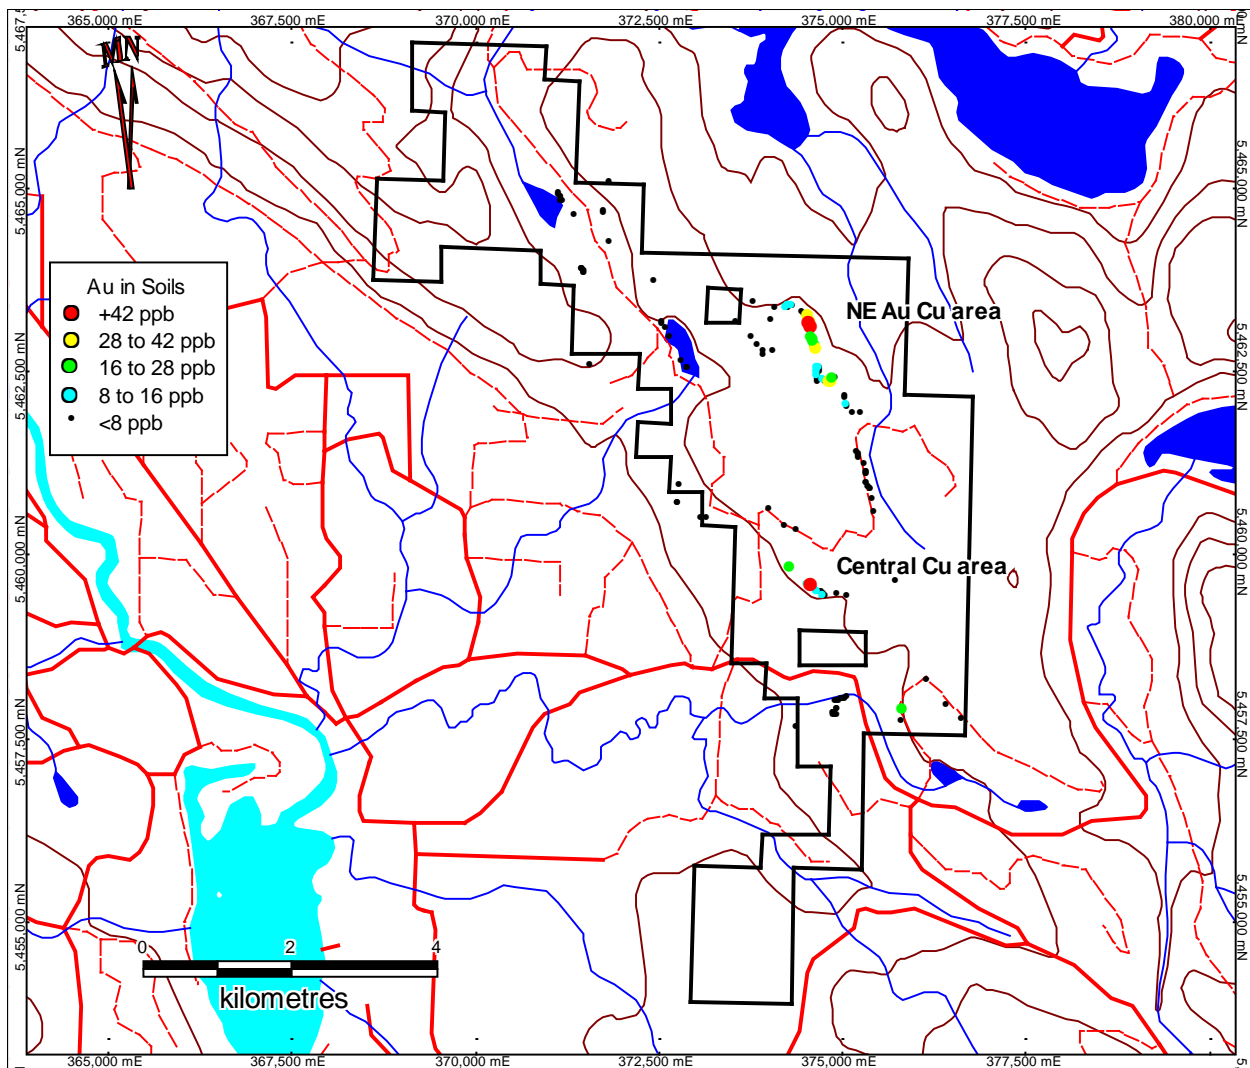 365,000 mE
367,500 mE
370,000 mE
372,500 mE
375,000 mE
377,500 mE
380,000 mE
5.467,5
mN
MN
5.465.000 mN
5.465.000 mN
Au in Soils
+42 ppb
28 to 42 ppb
16 to 28 ppb
8 to 16 ppb
<8 ppb
NE Au Cu area
5.462.500 mN
5.462.500 mN
5.460.000 mN
5.460.000 mN
Central Cu area
5.457.500 mN
5.457.500 mN
5.455.000 mN
5.455.000 mN
0 2 4
kilometres
365,000 mE
367,500 mE
370,000 mE
372,500 mE
375,000 mE
377,500 mE